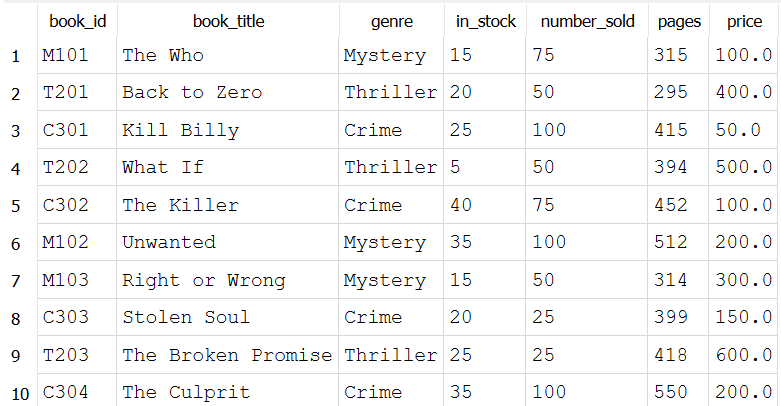 book_id book_title genre in_stock number_sold pages price
1 M101 The Who Mystery 15 75 315 100.0
2 T201 Back to Zero Thriller 20 50 295 400.0
3 C301 Kill Billy Crime 25 100 415 50.0
4 T202 What If Thriller 5 50 394 500.0
5 C302 The Killer Crime 40 75 452 100.0
6 M102 Unwanted Mystery 35 100 512 200.0
7 M103 Right or Wrong Mystery 15 50 314 300.0
8 C303 Stolen Soul Crime 20 25 399 150.0
9 T203 The Broken Promise Thriller 25 25 418 600.0
10 C304 The Culprit Crime 35 100 550 200.0